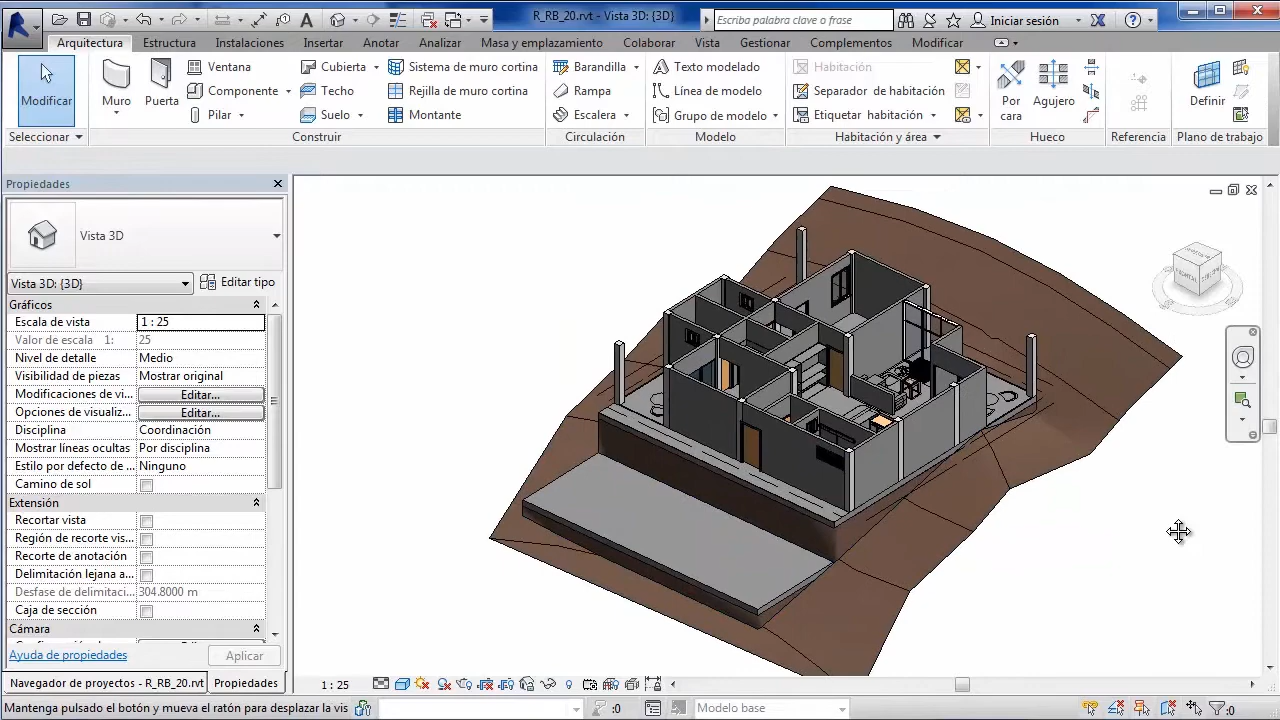 R_RB_20.rvt - Vista 3D: {3D}
Escriba palabra clave o frase
Iniciar sesión
Arquitectura
Estructura
Instalaciones
Insertar
Anotar
Analizar
Masa y emplazamiento
Colaborar
Vista
Gestionar
Complementos
Modificar
Modificar
Muro
Puerta
Ventana
Componente
Pilar
Cubierta
Techo
Suelo
Sistema de muro cortina
Rejilla de muro cortina
Montante
Barandilla
Rampa
Escalera
Texto modelado
Línea de modelo
Grupo de modelo
Habitación
Separador de habitación
Etiquetar habitación
Por cara
Agujero
Definir
Seleccionar
Construir
Circulación
Modelo
Habitación y área
Hueco
Referencia
Plano de trabajo
Propiedades
Vista 3D
Vista 3D: {3D}
Editar tipo
Gráficos
Escala de vista 1 : 25
Valor de escala 1: 25
Nivel de detalle Medio
Visibilidad de piezas Mostrar original
Modificaciones de vi... Editar...
Opciones de visualiz... Editar...
Disciplina Coordinación
Mostrar líneas ocultas Por disciplina
Estilo por defecto de ... Ninguno
Camino de sol
Extensión
Recortar vista
Región de recorte vis...
Recorte de anotación
Delimitación lejana a...
Desfase de delimitaci... 304.8000 m
Caja de sección
Cámara
Ayuda de propiedades
Aplicar
Navegador de proyectos - R_RB_20.rvt
Propiedades
1 : 25
Mantenga pulsado el botón y mueva el ratón para desplazar la vis
:0
Modelo base
:0